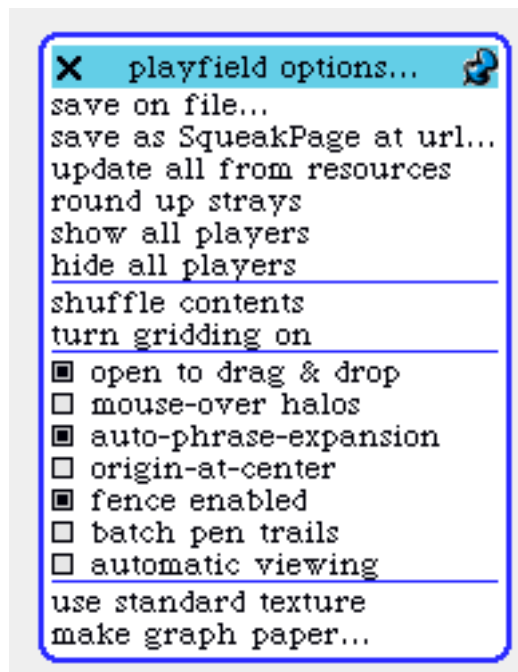 playfield options...
save on file...
save as SqueakPage at url...
update all from resources
round up strays
show all players
hide all players
shuffle contents
turn gridding on
open to drag & drop
mouse-over halos
auto-phrase-expansion
origin-at-center
fence enabled
batch pen trails
automatic viewing
use standard texture
make graph paper...